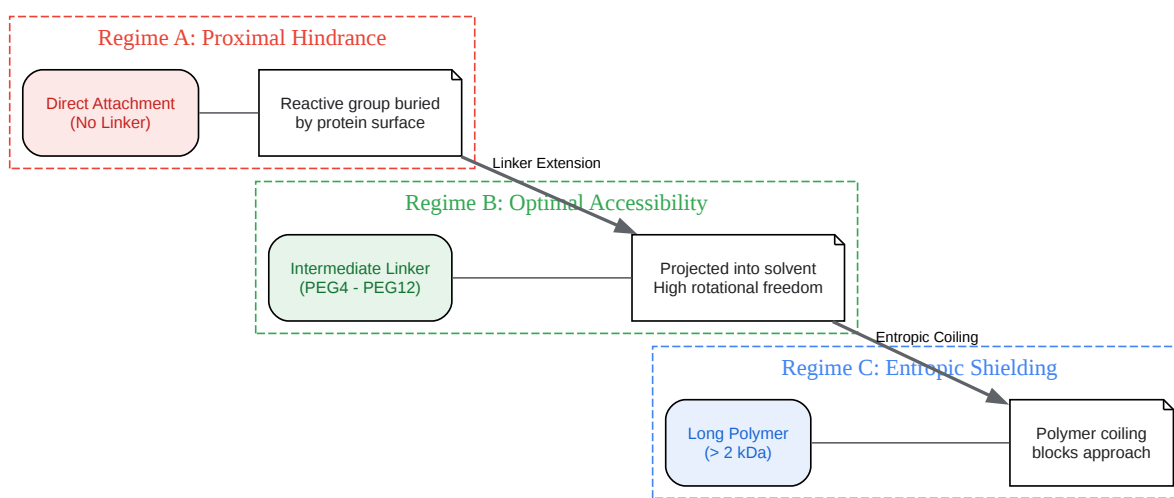 Regime A: Proximal Hindrance
Direct Attachment
(No Linker)
Reactive group buried
by protein surface
Linker Extension
Regime B: Optimal Accessibility
Intermediate Linker
(PEG4 - PEG12)
Projected into solvent
High rotational freedom
Entropic Coiling
Regime C: Entropic Shielding
Long Polymer
(> 2 kDa)
Polymer coiling
blocks approach